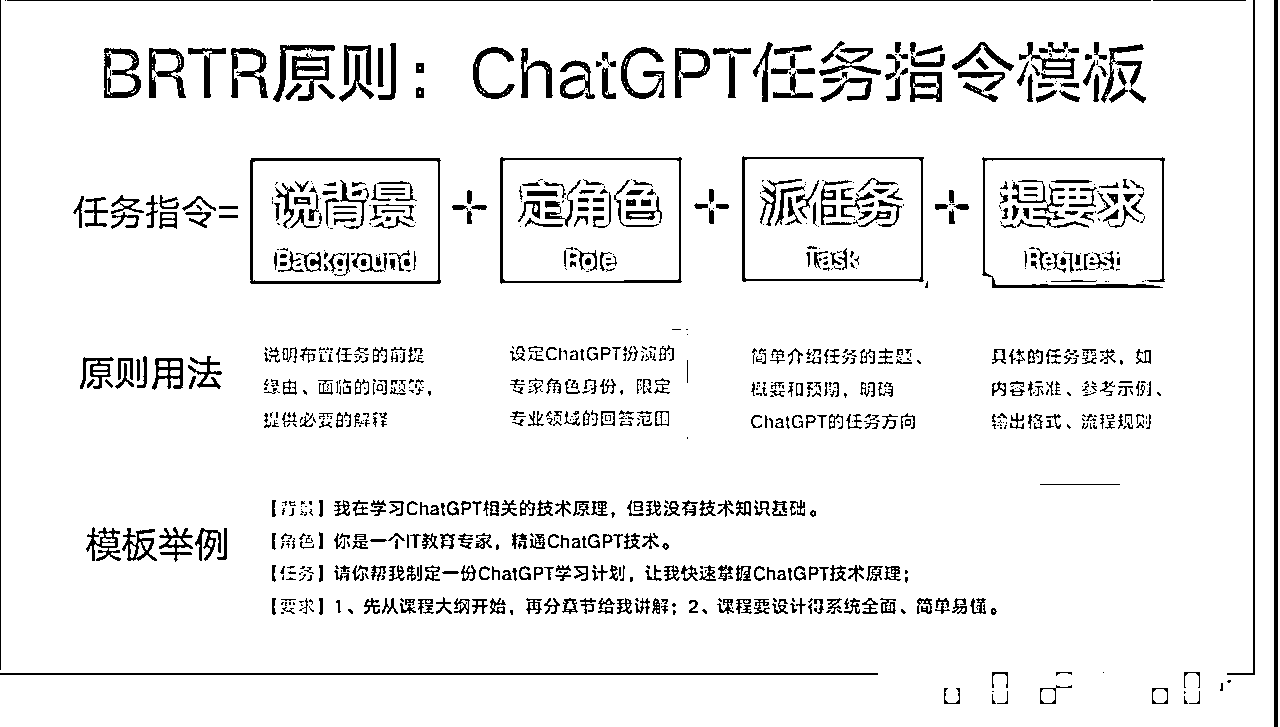 BRTR原则：ChatGPT任务指令模板
任务指令= 说背景 + 定角色 + 派任务 + 提要求
Background Role Task Request
原则用法
说明布置任务的前提
缘由、面临的问题等，
提供必要的解释
设定ChatGPT扮演的
专家角色身份，限定
专业领域的回答范围
简单介绍任务的主题、
概要和预期，明确
ChatGPT的任务方向
具体的任务要求，如
内容标准、参考示例、
输出格式、流程规则
模板举例
【背景】我在学习ChatGPT相关的技术原理，但我没有技术知识基础。
【角色】你是一个IT教育专家，精通ChatGPT技术。
【任务】请你帮我制定一份ChatGPT学习计划，让我快速掌握ChatGPT技术原理；
【要求】1、先从课程大纲开始，再分章节给我讲解；2、课程要设计得系统全面、简单易懂。